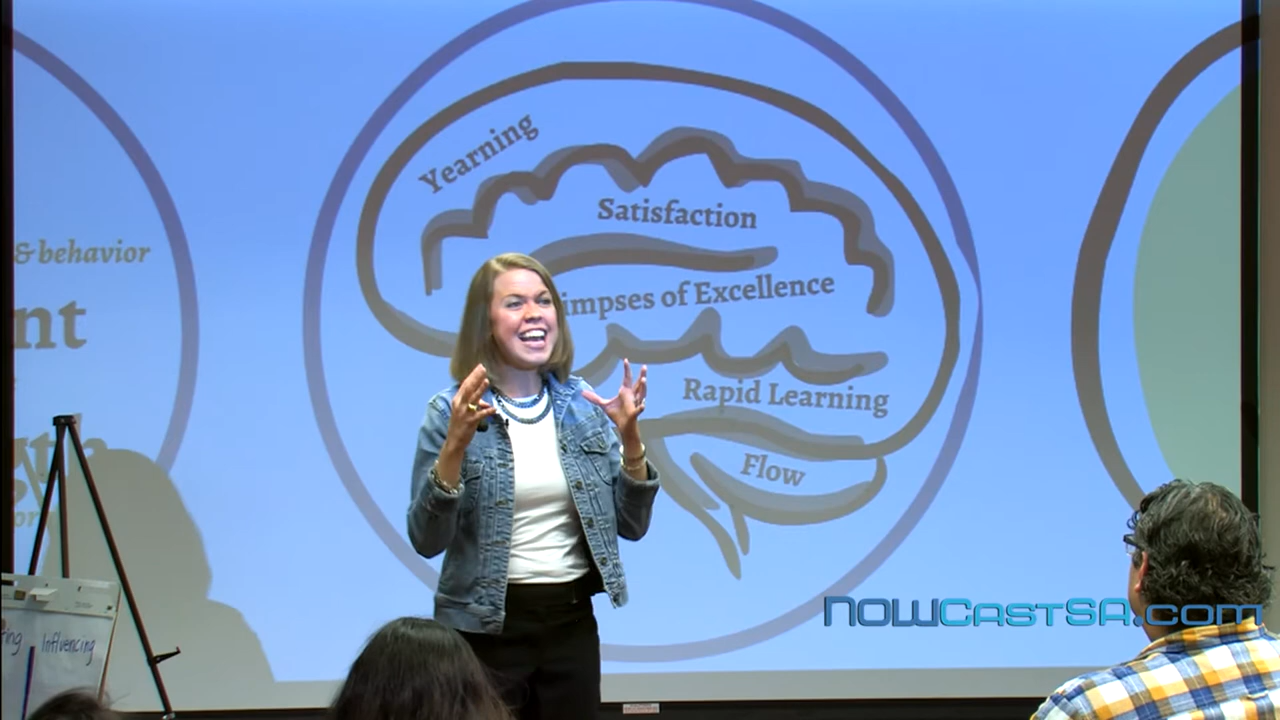 & behavior
nt
Yearning
Satisfaction
impses of Excellence
Rapid Learning
Flow
Influencing
NOWCastSA.com